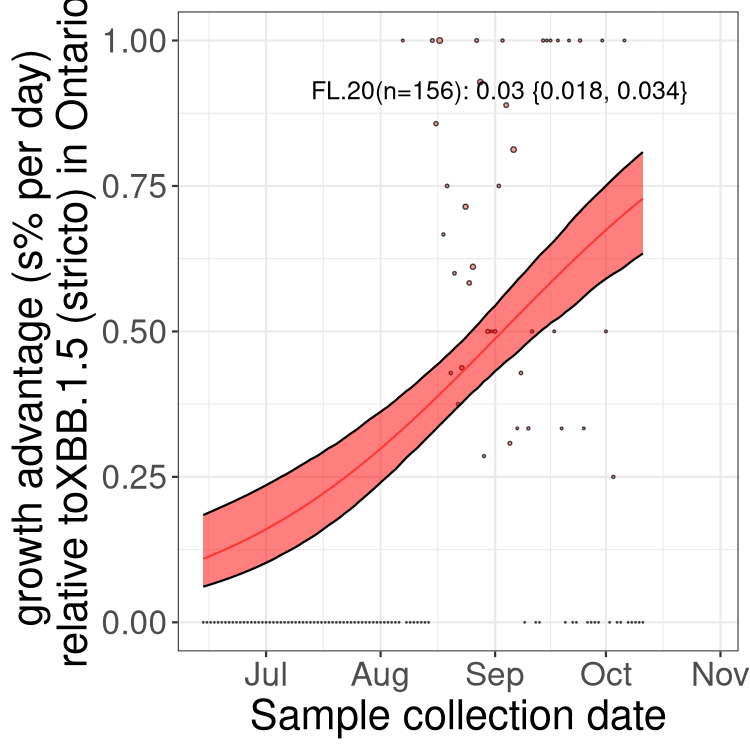 growth advantage (s% per day)
relative toXBB.1.5 (stricto) in Ontario
1.00
0.75
0.50
0.25
0.00
FL.20(n=156): 0.03 {0.018, 0.034}
Jul Aug Sep Oct Nov
Sample collection date